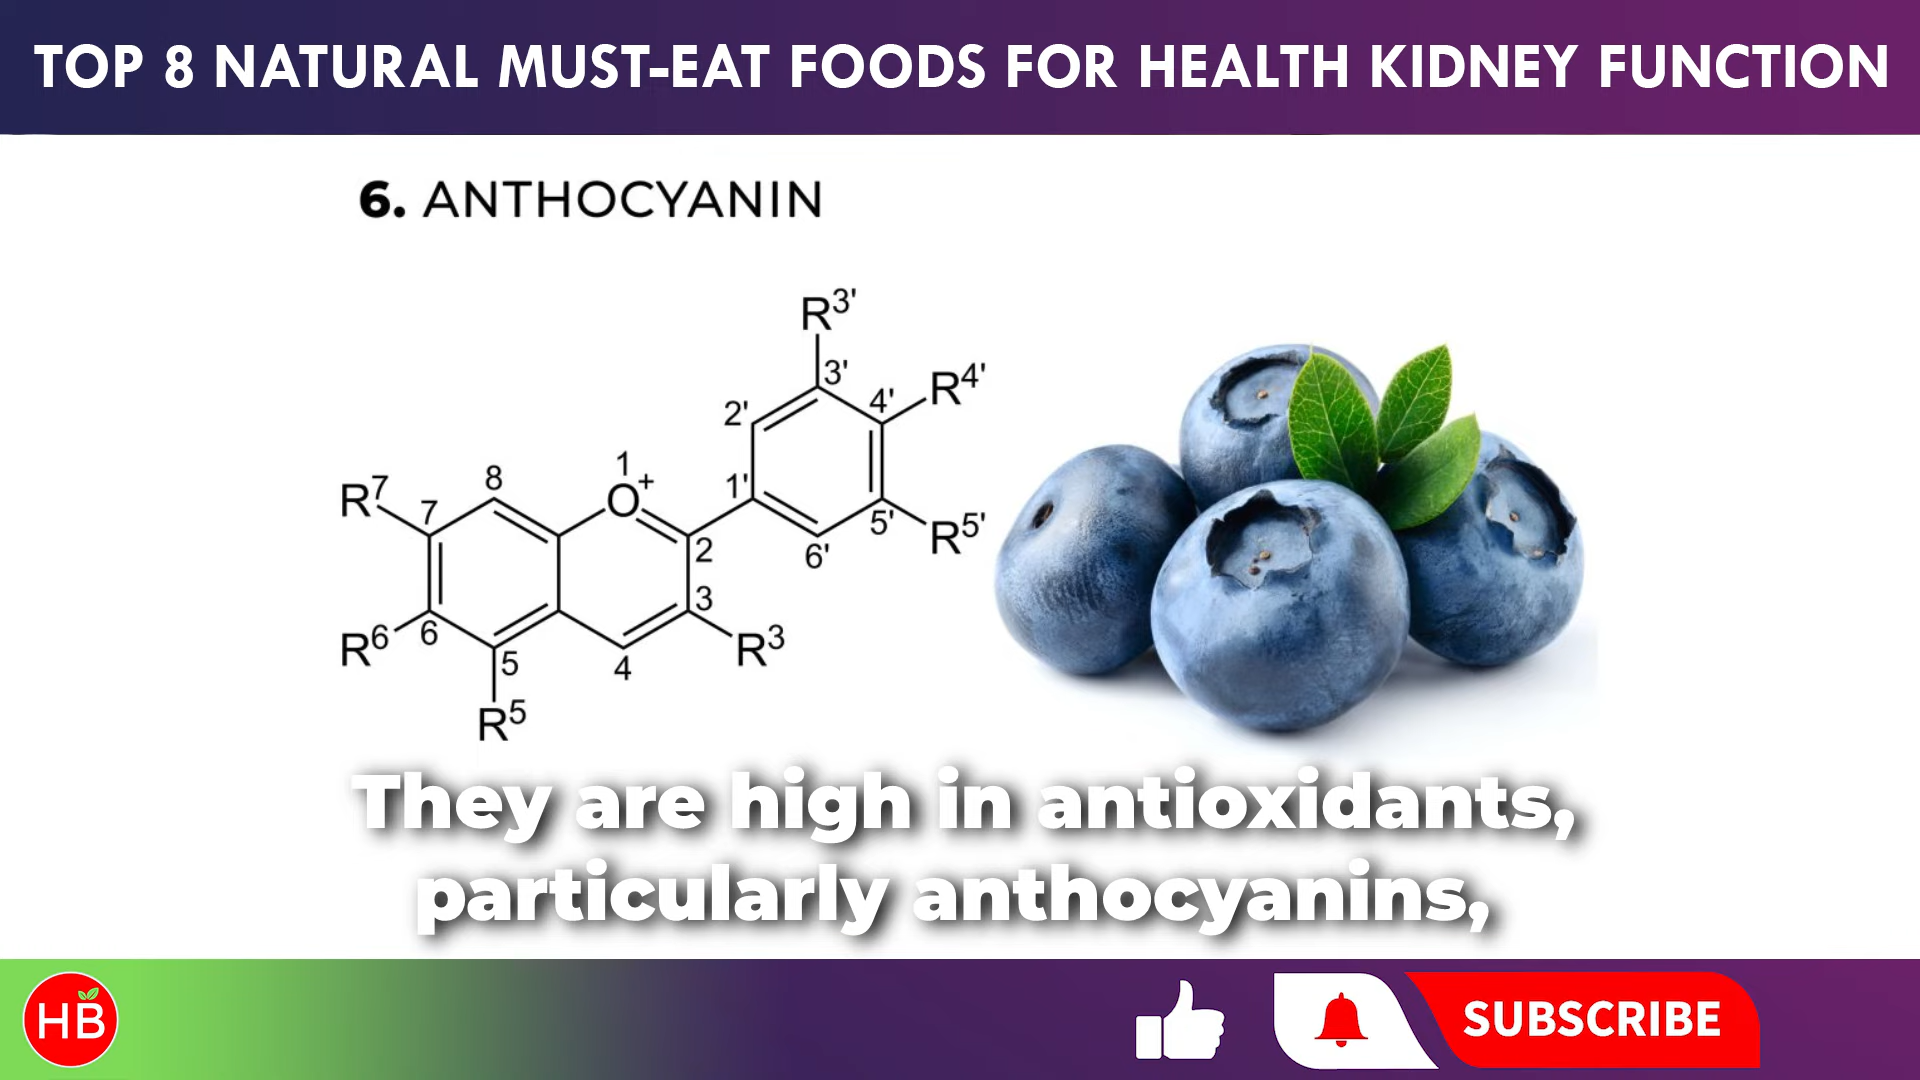 TOP 8 NATURAL MUST-EAT FOODS FOR HEALTH KIDNEY FUNCTION
6. ANTHOCYANIN
R3'
3'
R4'
2'
4'
1
8
O+
1'
R7
7
5'
R5'
2
6'
3
R6
6
R3
5
4
R5
They are high in antioxidants,
particularly anthocyanins,
HB
SUBSCRIBE